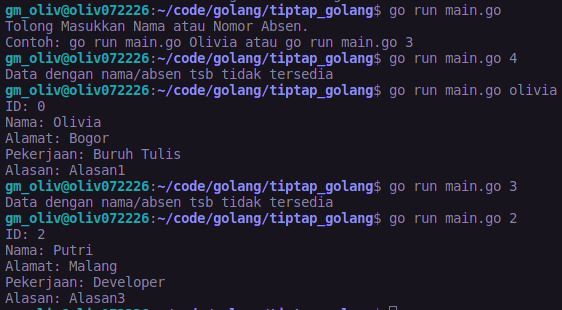 gm_oliv@oliv072226:~/code/golang/tiptap_golang$ go run main.go
Tolong Masukkan Nama atau Nomor Absen.
Contoh: go run main.go Olivia atau go run main.go 3
gm_oliv@oliv072226:~/code/golang/tiptap_golang$ go run main.go 4
Data dengan nama/absen tsb tidak tersedia
gm_oliv@oliv072226:~/code/golang/tiptap_golang$ go run main.go olivia
ID: 0
Nama: Olivia
Alamat: Bogor
Pekerjaan: Buruh Tulis
Alasan: Alasan1
gm_oliv@oliv072226:~/code/golang/tiptap_golang$ go run main.go 3
Data dengan nama/absen tsb tidak tersedia
gm_oliv@oliv072226:~/code/golang/tiptap_golang$ go run main.go 2
ID: 2
Nama: Putri
Alamat: Malang
Pekerjaan: Developer
Alasan: Alasan3